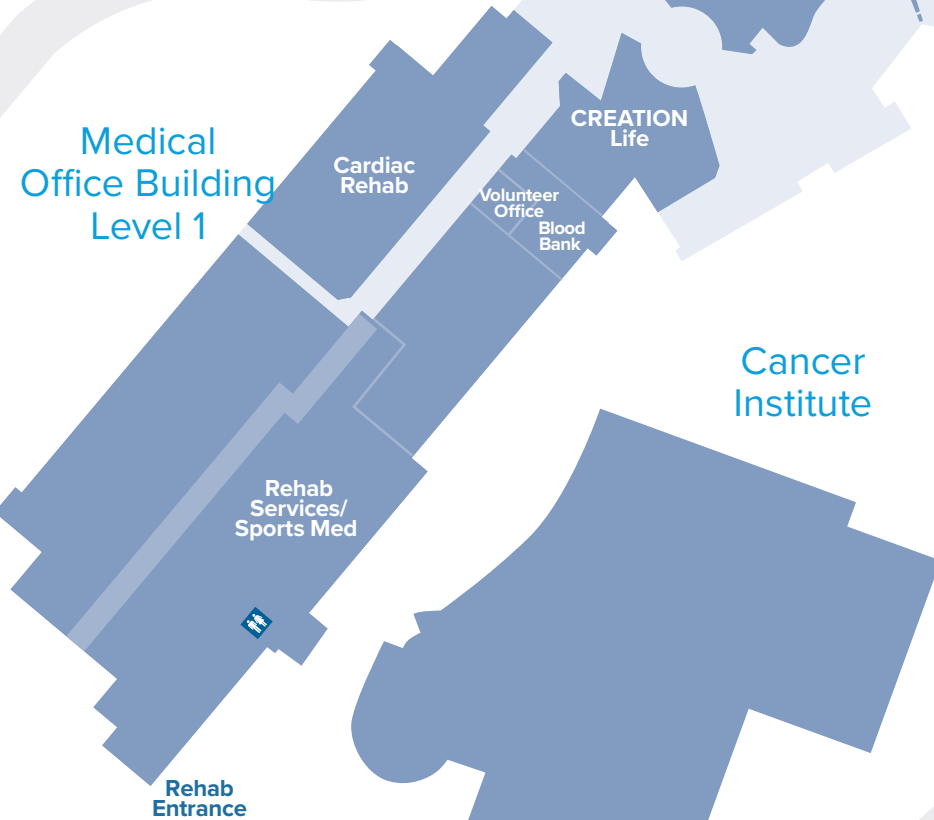 Medical
Office Building
Level 1
Cardiac
Rehab
CREATION
Life
Volunteer
Office
Blood
Bank
Cancer
Institute
Rehab
Services/
Sports Med
Rehab
Entrance